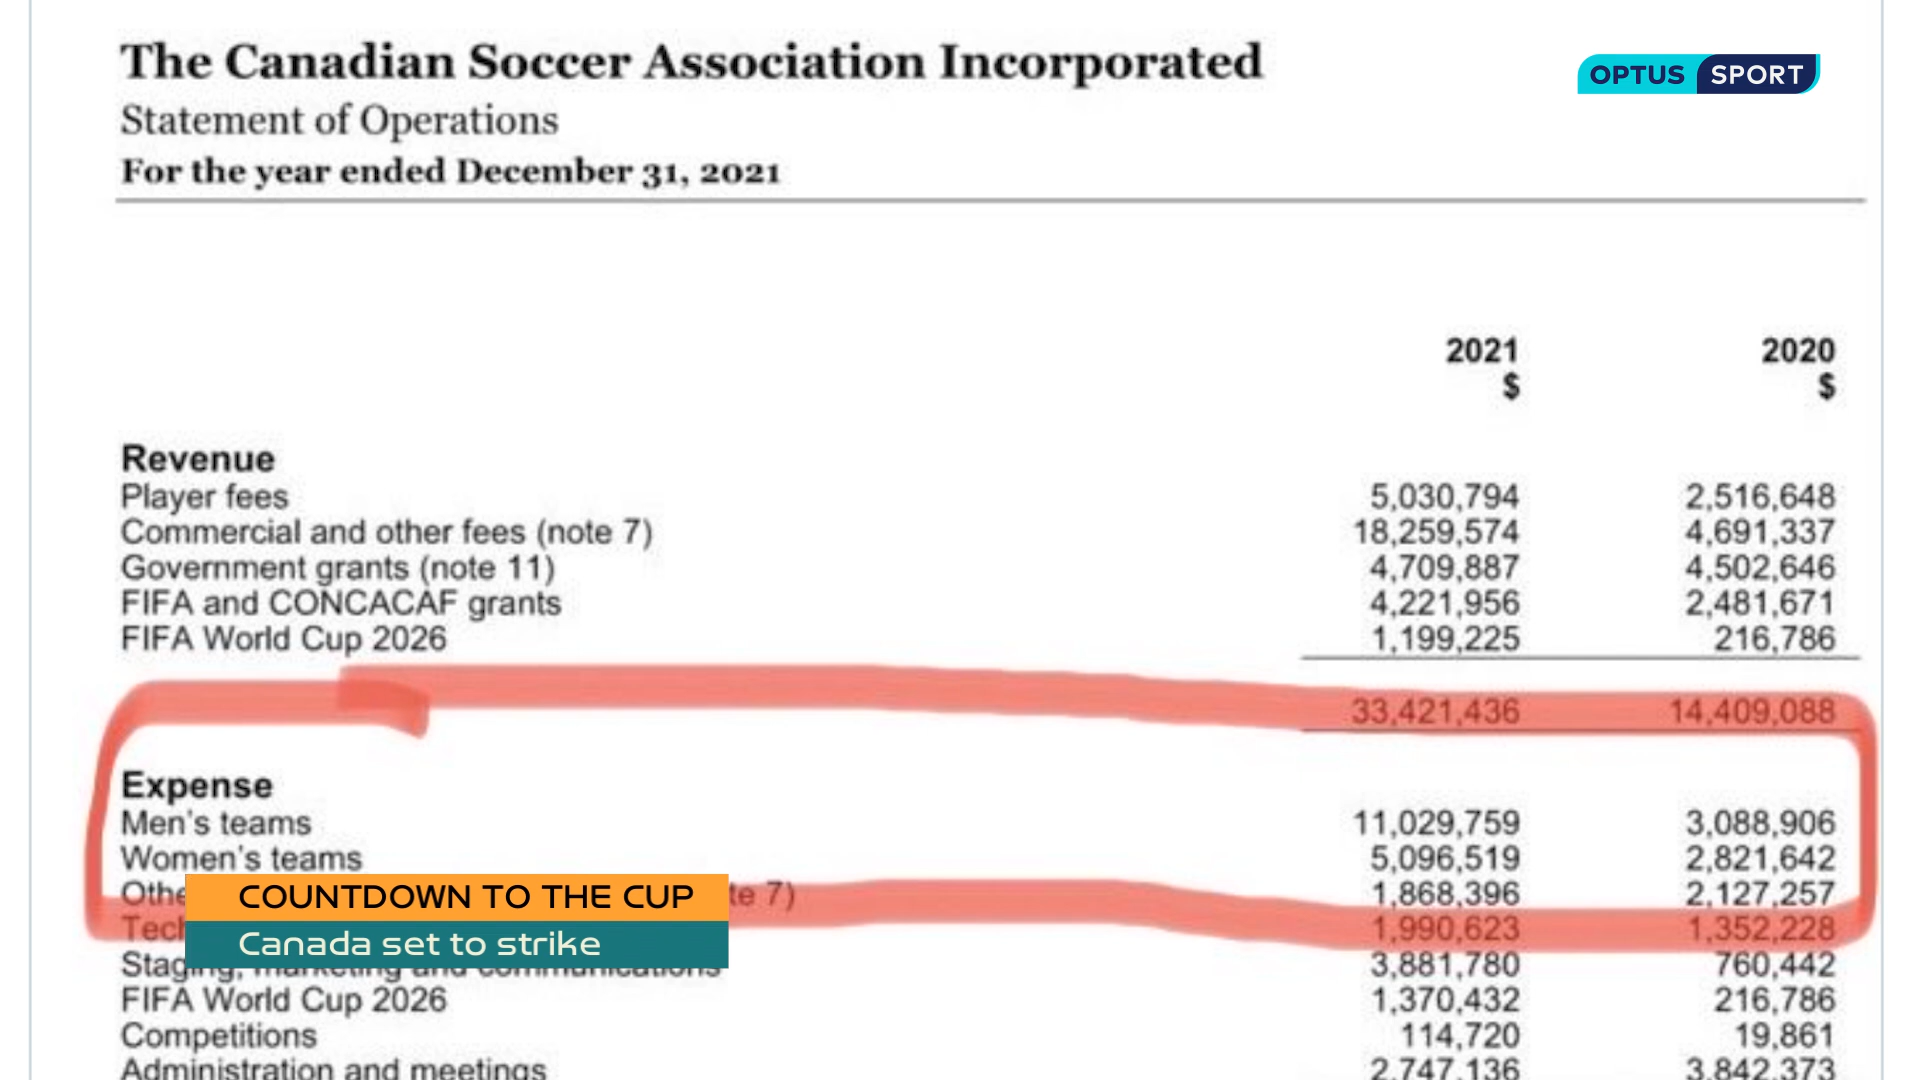 The Canadian Soccer Association Incorporated
OPTUS SPORT
Statement of Operations
For the year ended December 31, 2021
2021 2020
$ $
Revenue
Player fees 5,030,794 2,516,648
Commercial and other fees (note 7) 18,259,574 4,691,337
Government grants (note 11) 4,709,887 4,502,646
FIFA and CONCACAF grants 4,221,956 2,481,671
FIFA World Cup 2026 1,199,225 216,786
33,421,436 14,409,088
Expense
Men's teams 11,029,759 3,088,906
Women's teams 5,096,519 2,821,642
7) 1,868,396 2,127,257
COUNTDOWN TO THE CUP
1,990,623 1,352,228
Canada set to strike
Staging, marketing and communications 3,881,780 760,442
FIFA World Cup 2026 1,370,432 216,786
Competitions 114,720 19,861
Administration and meetings 2,747,136 3,842,373